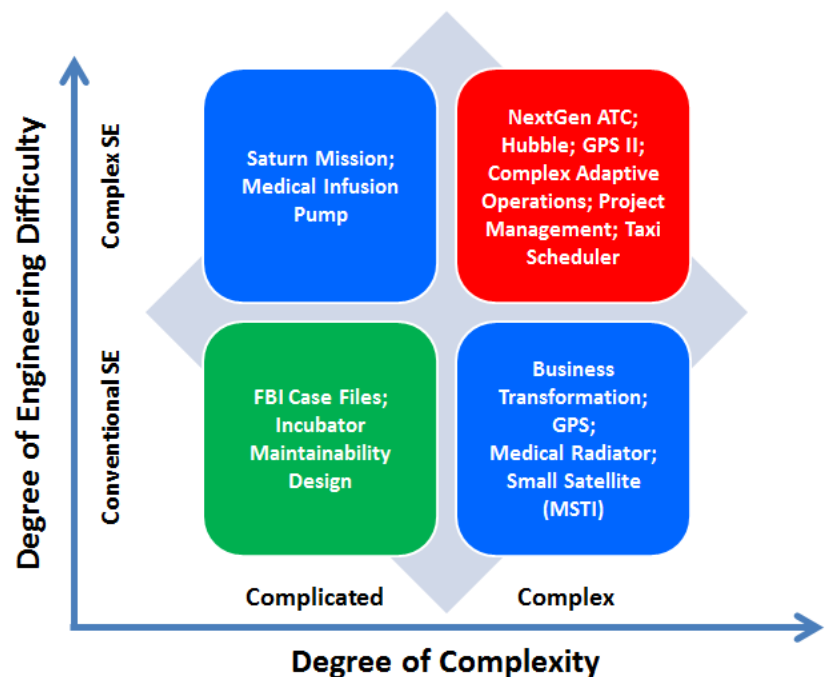 Degree of Engineering Difficulty
Complex SE
Conventional SE
Saturn Mission;
Medical Infusion
Pump
NextGen ATC;
Hubble; GPS II;
Complex Adaptive
Operations; Project
Management; Taxi
Scheduler
FBI Case Files;
Incubator
Maintainability
Design
Business
Transformation;
GPS;
Medical Radiator;
Small Satellite
(MSTI)
Complicated
Complex
Degree of Complexity